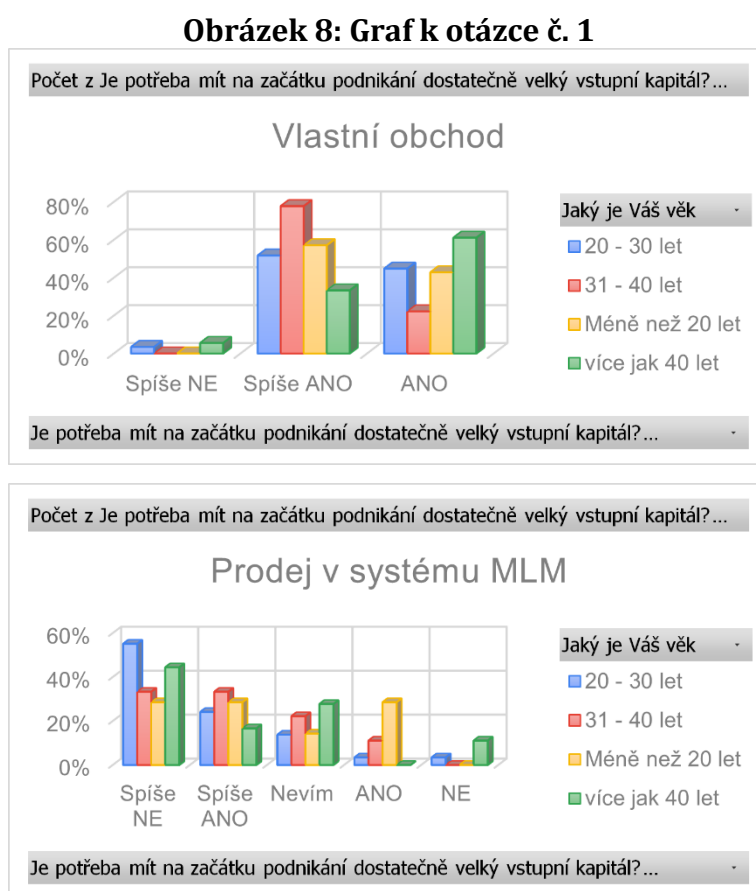 Obrázek 8: Graf k otázce č. 1
Počet z Je potřeba mít na začátku podnikání dostatečně velký vstupní kapitál?...
Vlastní obchod
80%
60%
40%
20%
0%
Spíše NE Spíše ANO ANO
Jaký je Váš věk
20 - 30 let
31 - 40 let
Méně než 20 let
více jak 40 let
Je potřeba mít na začátku podnikání dostatečně velký vstupní kapitál?...
Počet z Je potřeba mít na začátku podnikání dostatečně velký vstupní kapitál?...
Prodej v systému MLM
60%
40%
20%
0%
Spíše NE
Spíše ANO
Nevím
ANO
NE
Jaký je Váš věk
20 - 30 let
31 - 40 let
Méně než 20 let
více jak 40 let
Je potřeba mít na začátku podnikání dostatečně velký vstupní kapitál?...